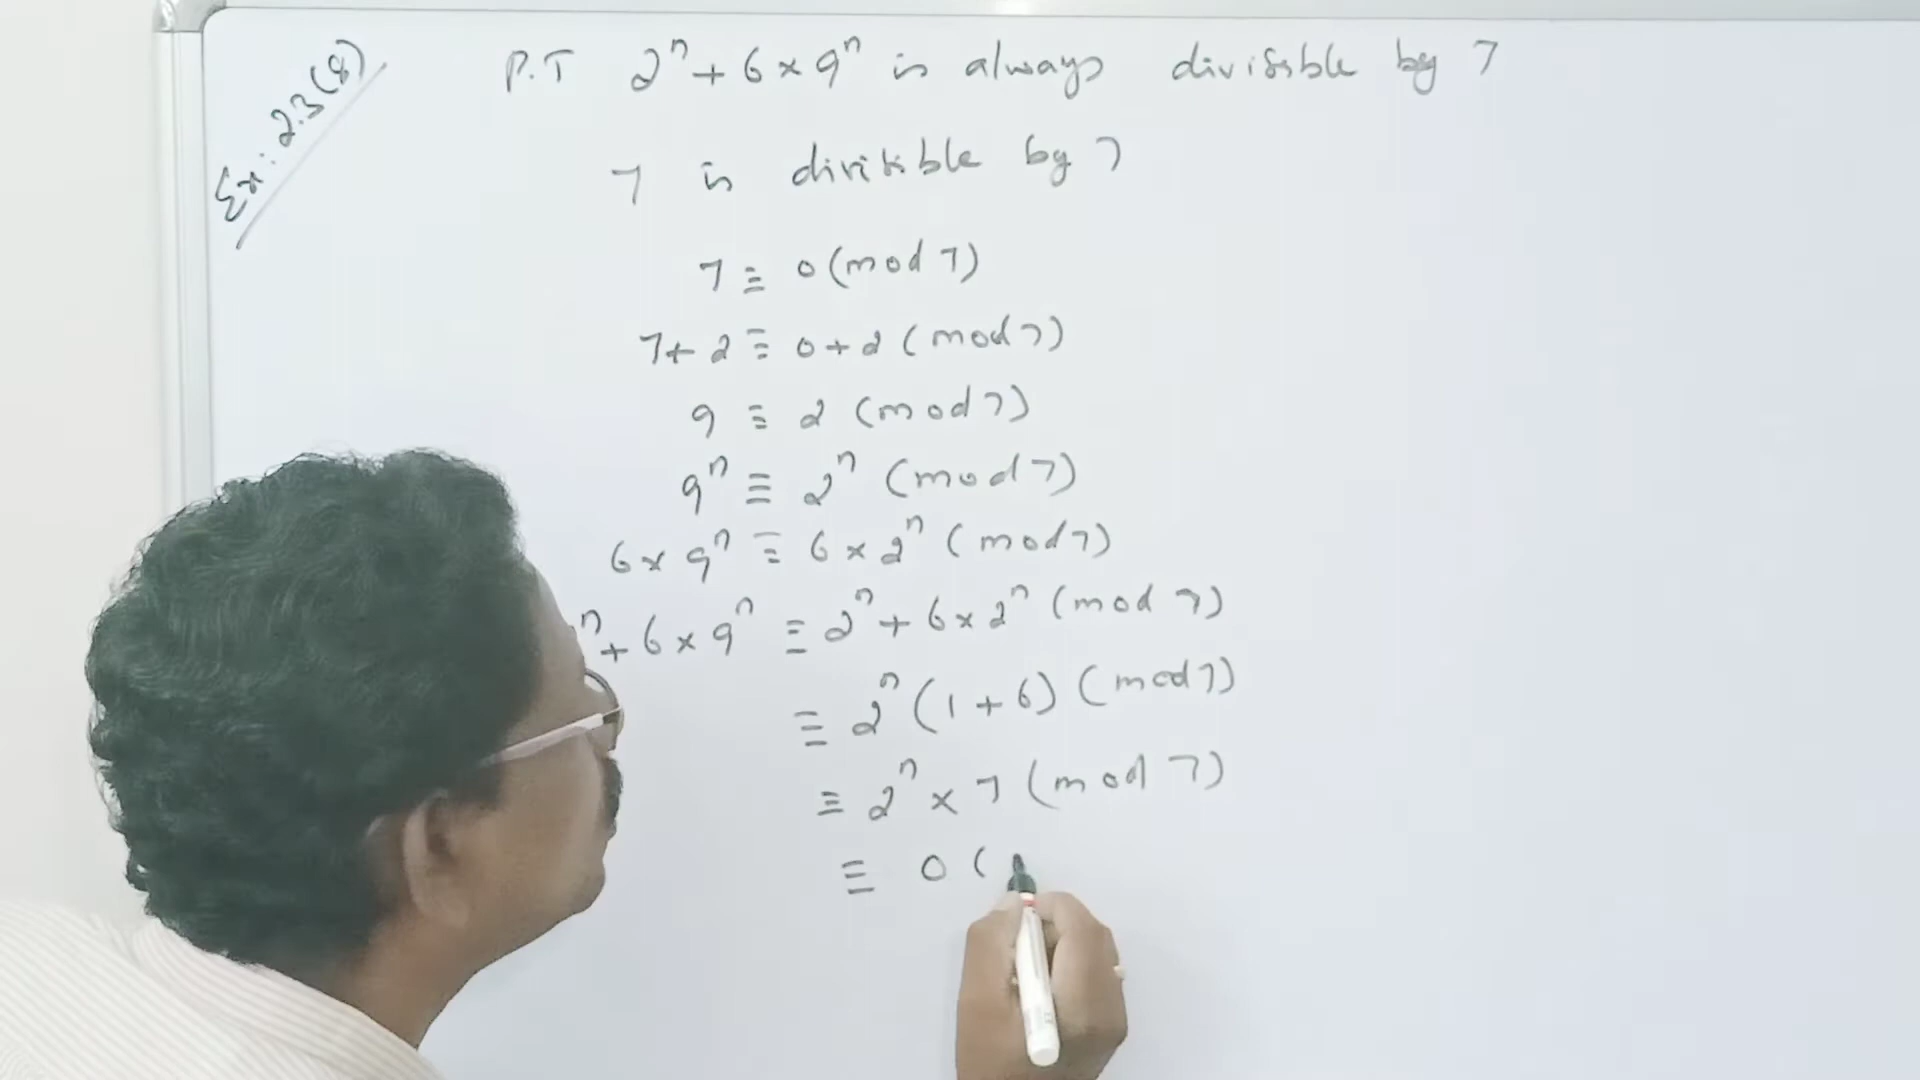 Ex: 2.3(8)
P.T 2ⁿ + 6 × 9ⁿ is always divisible by 7
7 is divisible by 7
7 ≡ 0 (mod 7)
7 + 2 ≡ 0 + 2 (mod 7)
9 ≡ 2 (mod 7)
9ⁿ ≡ 2ⁿ (mod 7)
6 × 9ⁿ ≡ 6 × 2ⁿ (mod 7)
ⁿ + 6 × 9ⁿ ≡ 2ⁿ + 6 × 2ⁿ (mod 7)
≡ 2ⁿ (1 + 6) (mod 7)
≡ 2ⁿ × 7 (mod 7)
≡ 0 (